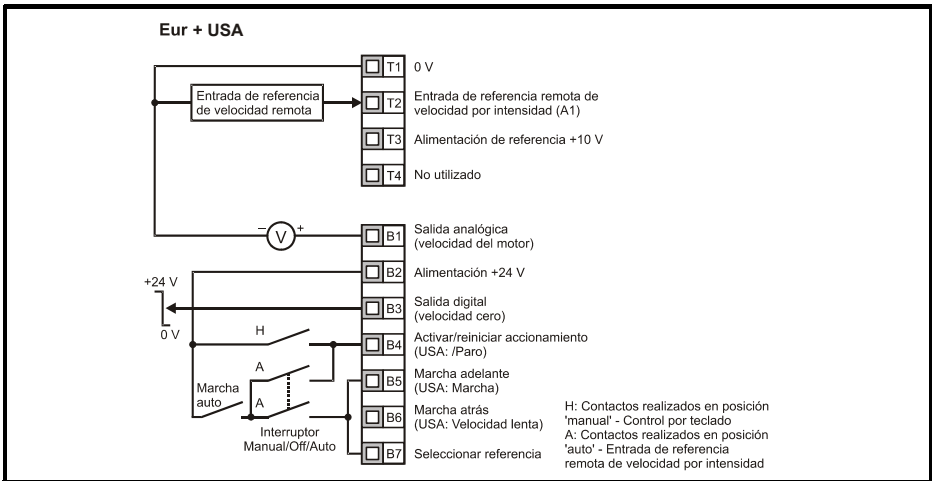 Eur + USA
T1
0 V
Entrada de referencia
de velocidad remota
T2
Entrada de referencia remota de
velocidad por intensidad (A1)
T3
Alimentación de referencia +10 V
T4
No utilizado
–
V
+
B1
Salida analógica
(velocidad del motor)
B2
Alimentación +24 V
+24 V
0 V
B3
Salida digital
(velocidad cero)
H
B4
Activar/reiniciar accionamiento
(USA: /Paro)
A
B5
Marcha adelante
(USA: Marcha)
Marcha
auto
A
B6
Marcha atrás
(USA: Velocidad lenta)
Interruptor
Manual/Off/Auto
B7
Seleccionar referencia
H: Contactos realizados en posición
'manual' - Control por teclado
A: Contactos realizados en posición
'auto' - Entrada de referencia
remota de velocidad por intensidad